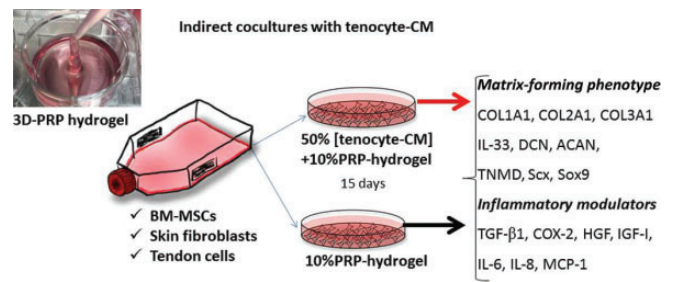 Indirect cocultures with tenocyte-CM
3D-PRP hydrogel
✓ BM-MSCs
✓ Skin fibroblasts
✓ Tendon cells
50% [tenocyte-CM]
+10%PRP-hydrogel
15 days
10%PRP-hydrogel
Matrix-forming phenotype
COL1A1, COL2A1, COL3A1
IL-33, DCN, ACAN,
TNMD, Scx, Sox9
Inflammatory modulators
TGF-β1, COX-2, HGF, IGF-I,
IL-6, IL-8, MCP-1